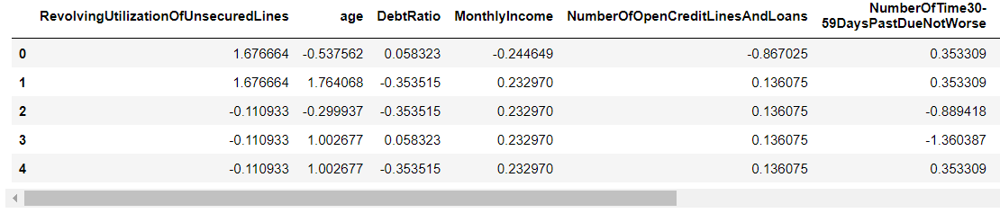 RevolvingUtilizationOfUnsecuredLines age DebtRatio MonthlyIncome NumberOfOpenCreditLinesAndLoans NumberOfTime30-
59DaysPastDueNotWorse
0 1.676664 -0.537562 0.058323 -0.244649 -0.867025 0.353309
1 1.676664 1.764068 -0.353515 0.232970 0.136075 0.353309
2 -0.110933 -0.299937 -0.353515 0.232970 0.136075 -0.889418
3 -0.110933 1.002677 0.058323 0.232970 0.136075 -1.360387
4 -0.110933 1.002677 -0.353515 0.232970 0.136075 0.353309